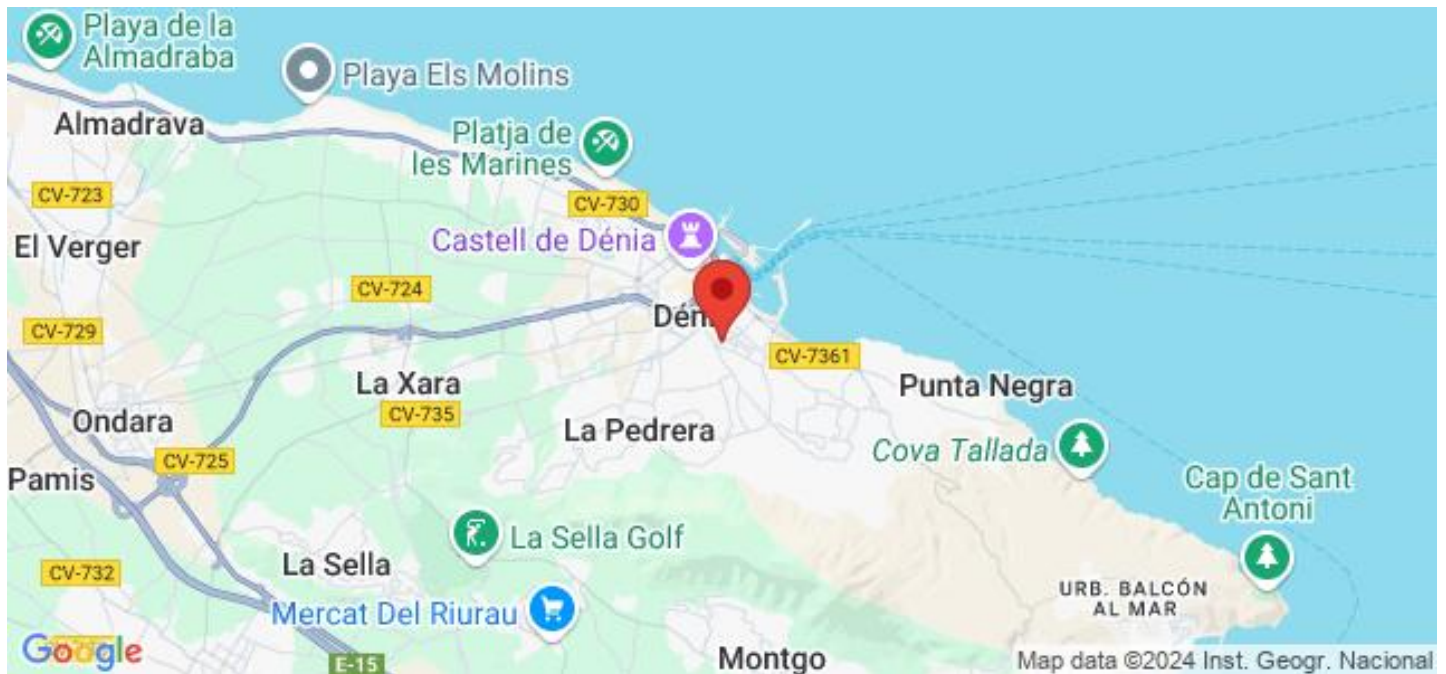 Playa de la
Almadraba
Playa Els Molins
Almadrava
Platja de
les Marines
CV-723
CV-730
El Verger
Castell de Dénia
CV-724
CV-729
CV-7361
La Xara
Punta Negra
CV-735
Ondara
La Pedrera
Cova Tallada
CV-725
Pamis
Cap de Sant
Antoni
La Sella Golf
La Sella
CV-732
URB. BALCÓN
AL MAR
Mercat Del Riurau
Google
E-15
Montgo
Map data ©2024 Inst. Geogr. Nacional